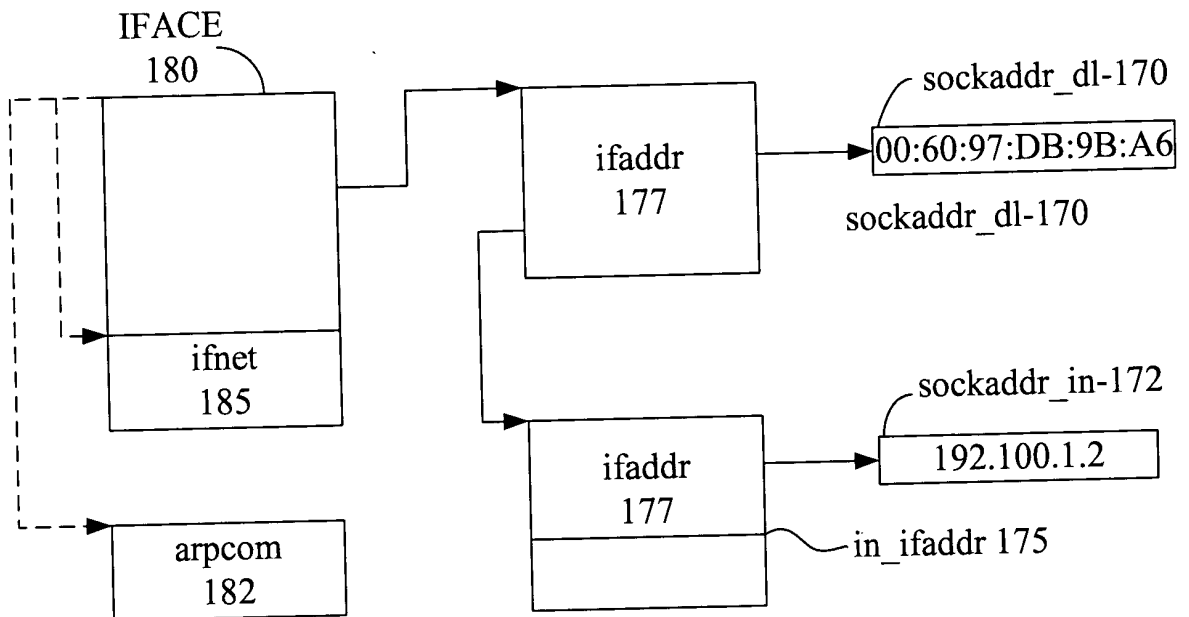 IFACE
180
sockaddr_dl-170
00:60:97:DB:9B:A6
ifaddr
177
sockaddr_dl-170
ifnet
185
sockaddr_in-172
192.100.1.2
ifaddr
177
in_ifaddr 175
arpcom
182